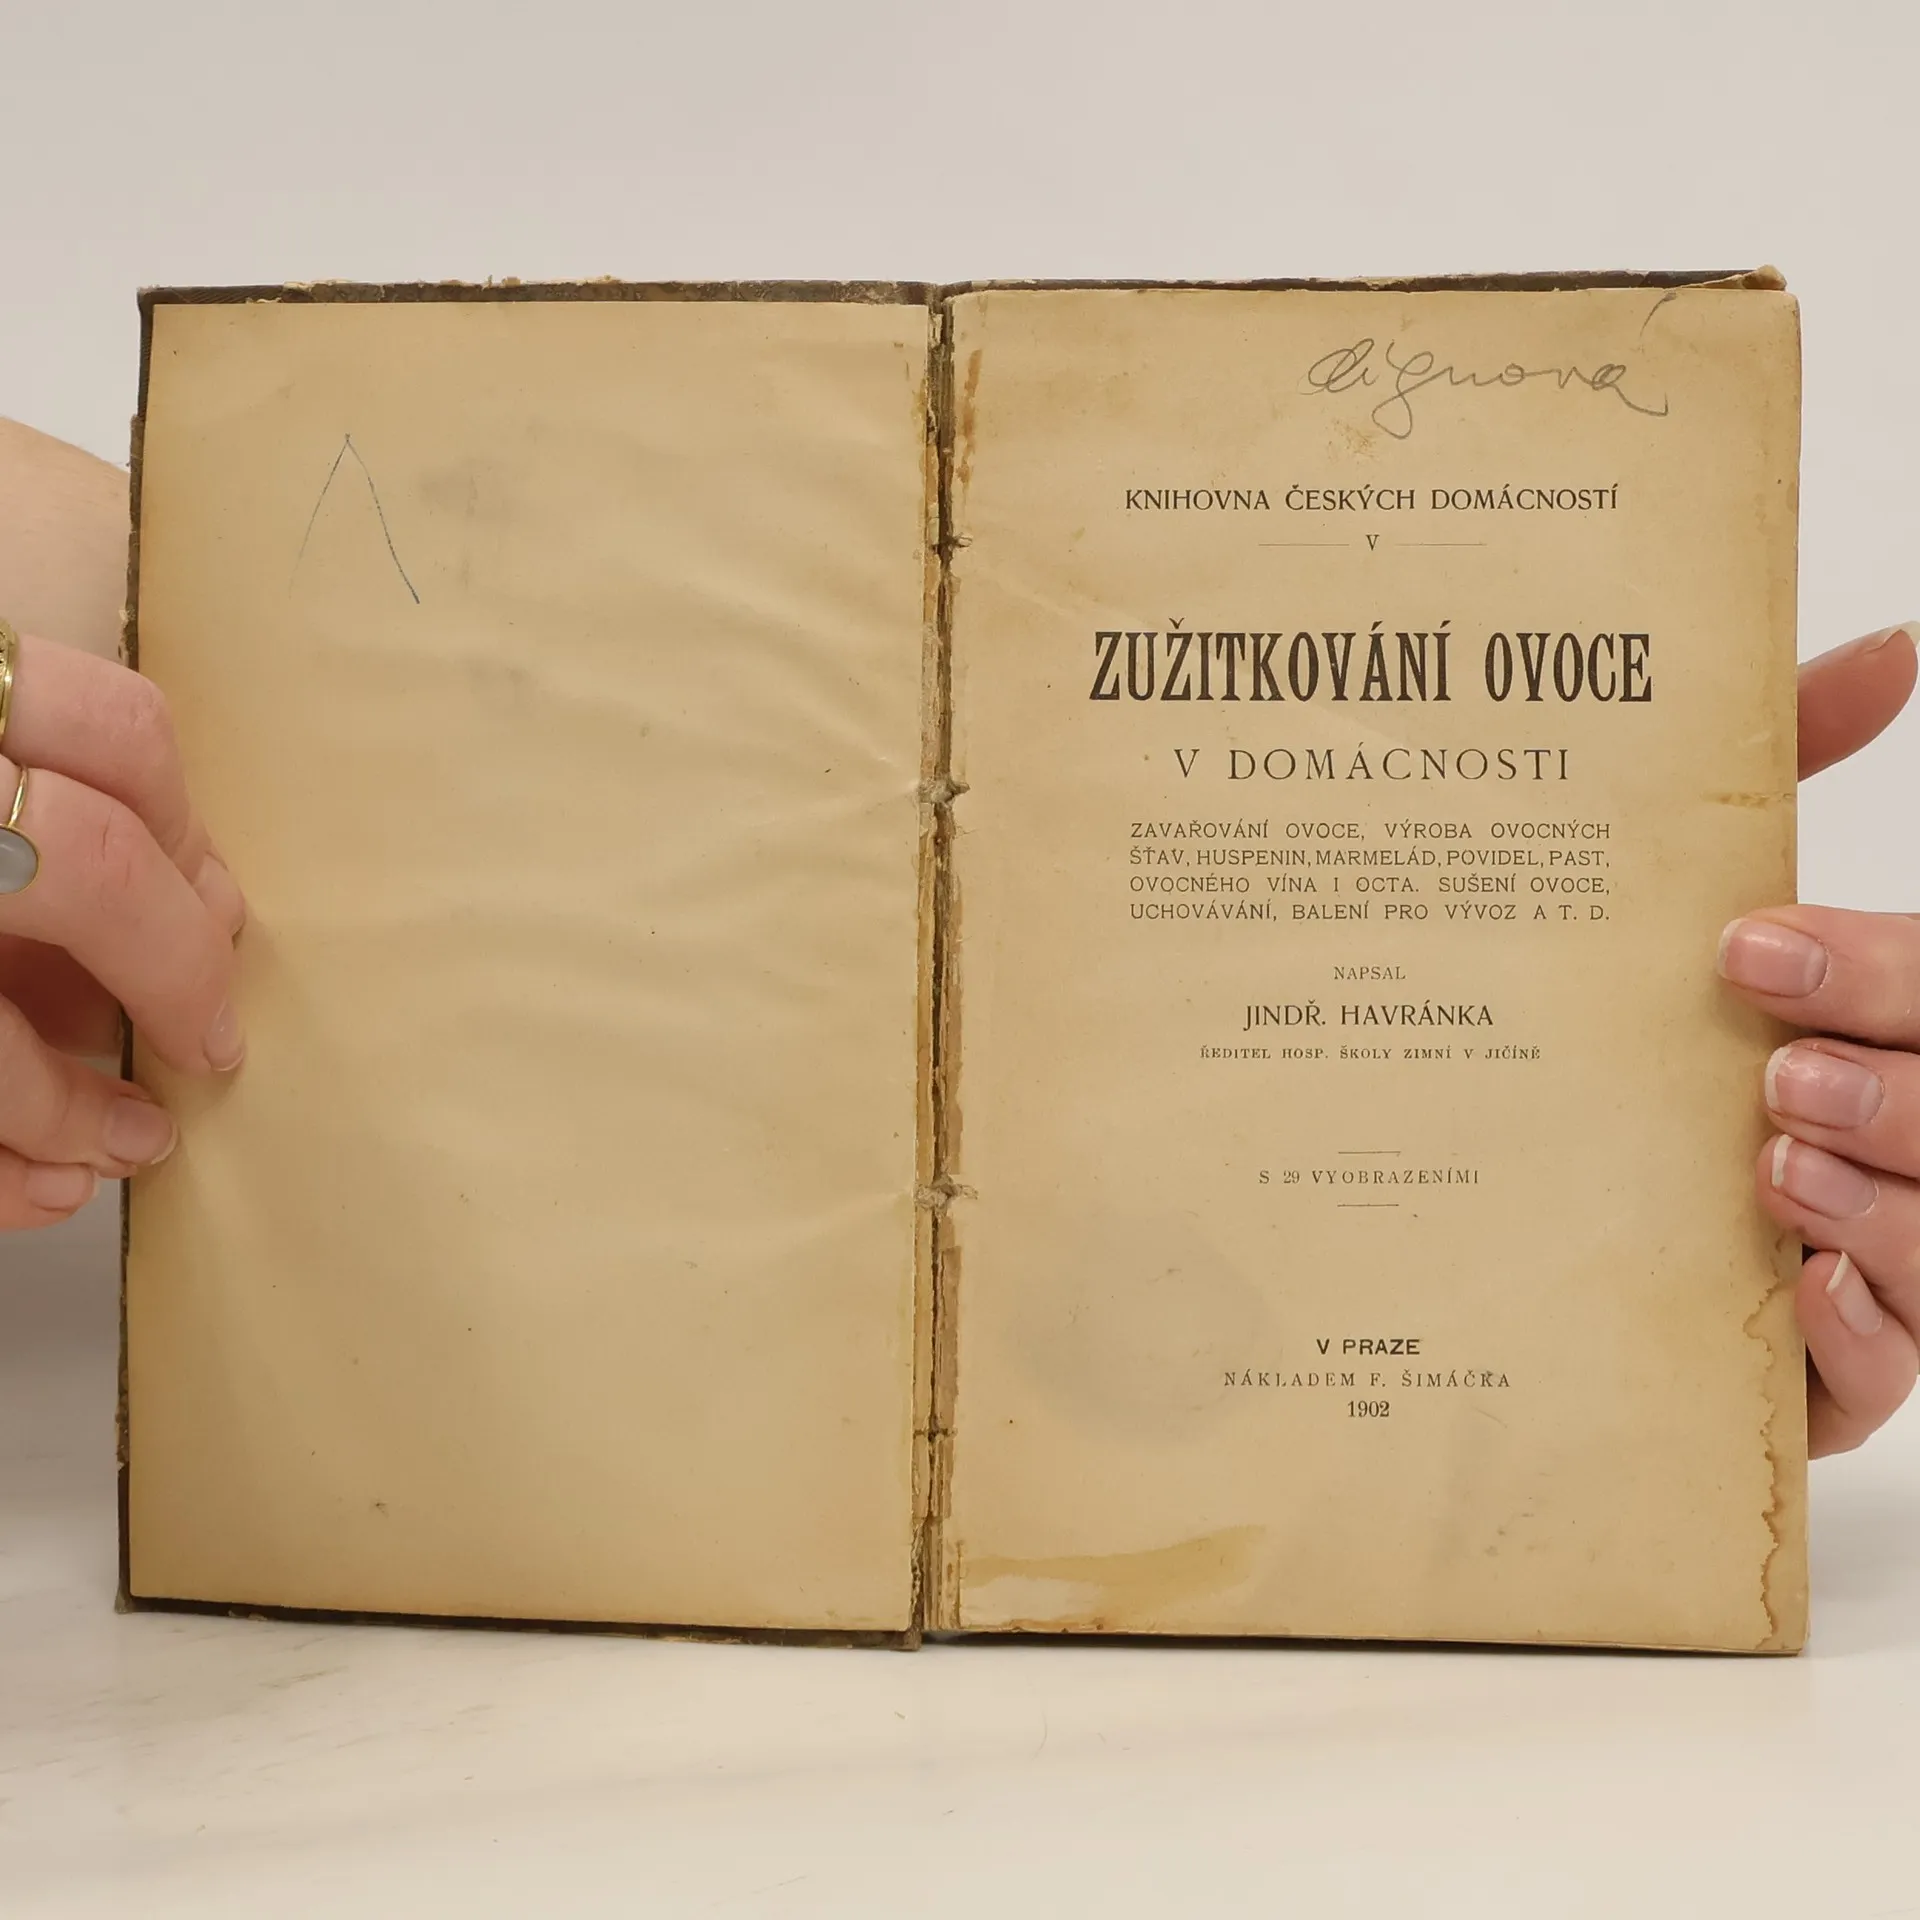 KNIHOVNA ČESKÝCH DOMÁCNOSTÍ
V
ZUŽITKOVÁNÍ OVOCE
V DOMÁCNOSTI
ZAVAŘOVÁNÍ OVOCE, VÝROBA OVOCNÝCH
ŠŤAV, HUSPENIN, MARMELÁD, POVIDEL, PAST,
OVOCNÉHO VÍNA I OCTA. SUŠENÍ OVOCE,
UCHOVÁVÁNÍ, BALENÍ PRO VÝVOZ A T. D.
NAPSAL
JINDŘ. HAVRÁNKA
ŘEDITEL HOSP. ŠKOLY ZIMNÍ V JIČÍNĚ
S 29 VYOBRAZENÍMI
V PRAZE
NÁKLADEM F. ŠIMÁČKA
1902